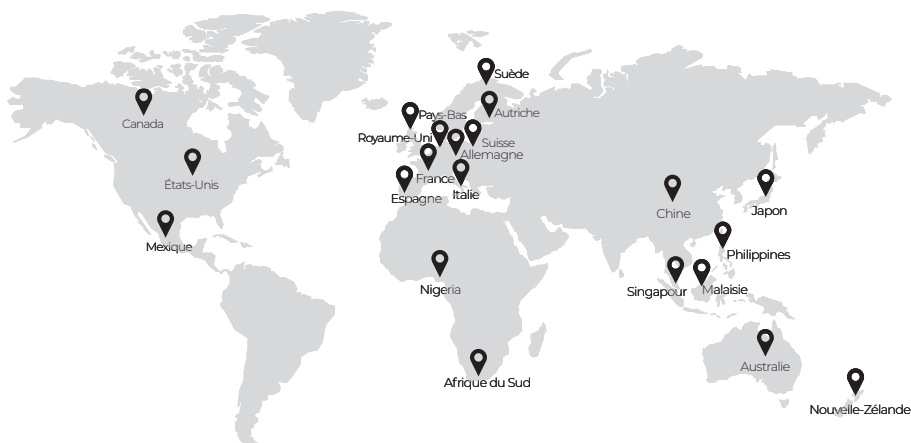 Suède
Canada
Pays-Bas
Autriche
Royaume-Uni
Suisse
Allemagne
États-Unis
France
Espagne
Italie
Chine
Japon
Mexique
Philippines
Nigeria
Singapour
Malaisie
Australie
Afrique du Sud
Nouvelle-Zélande